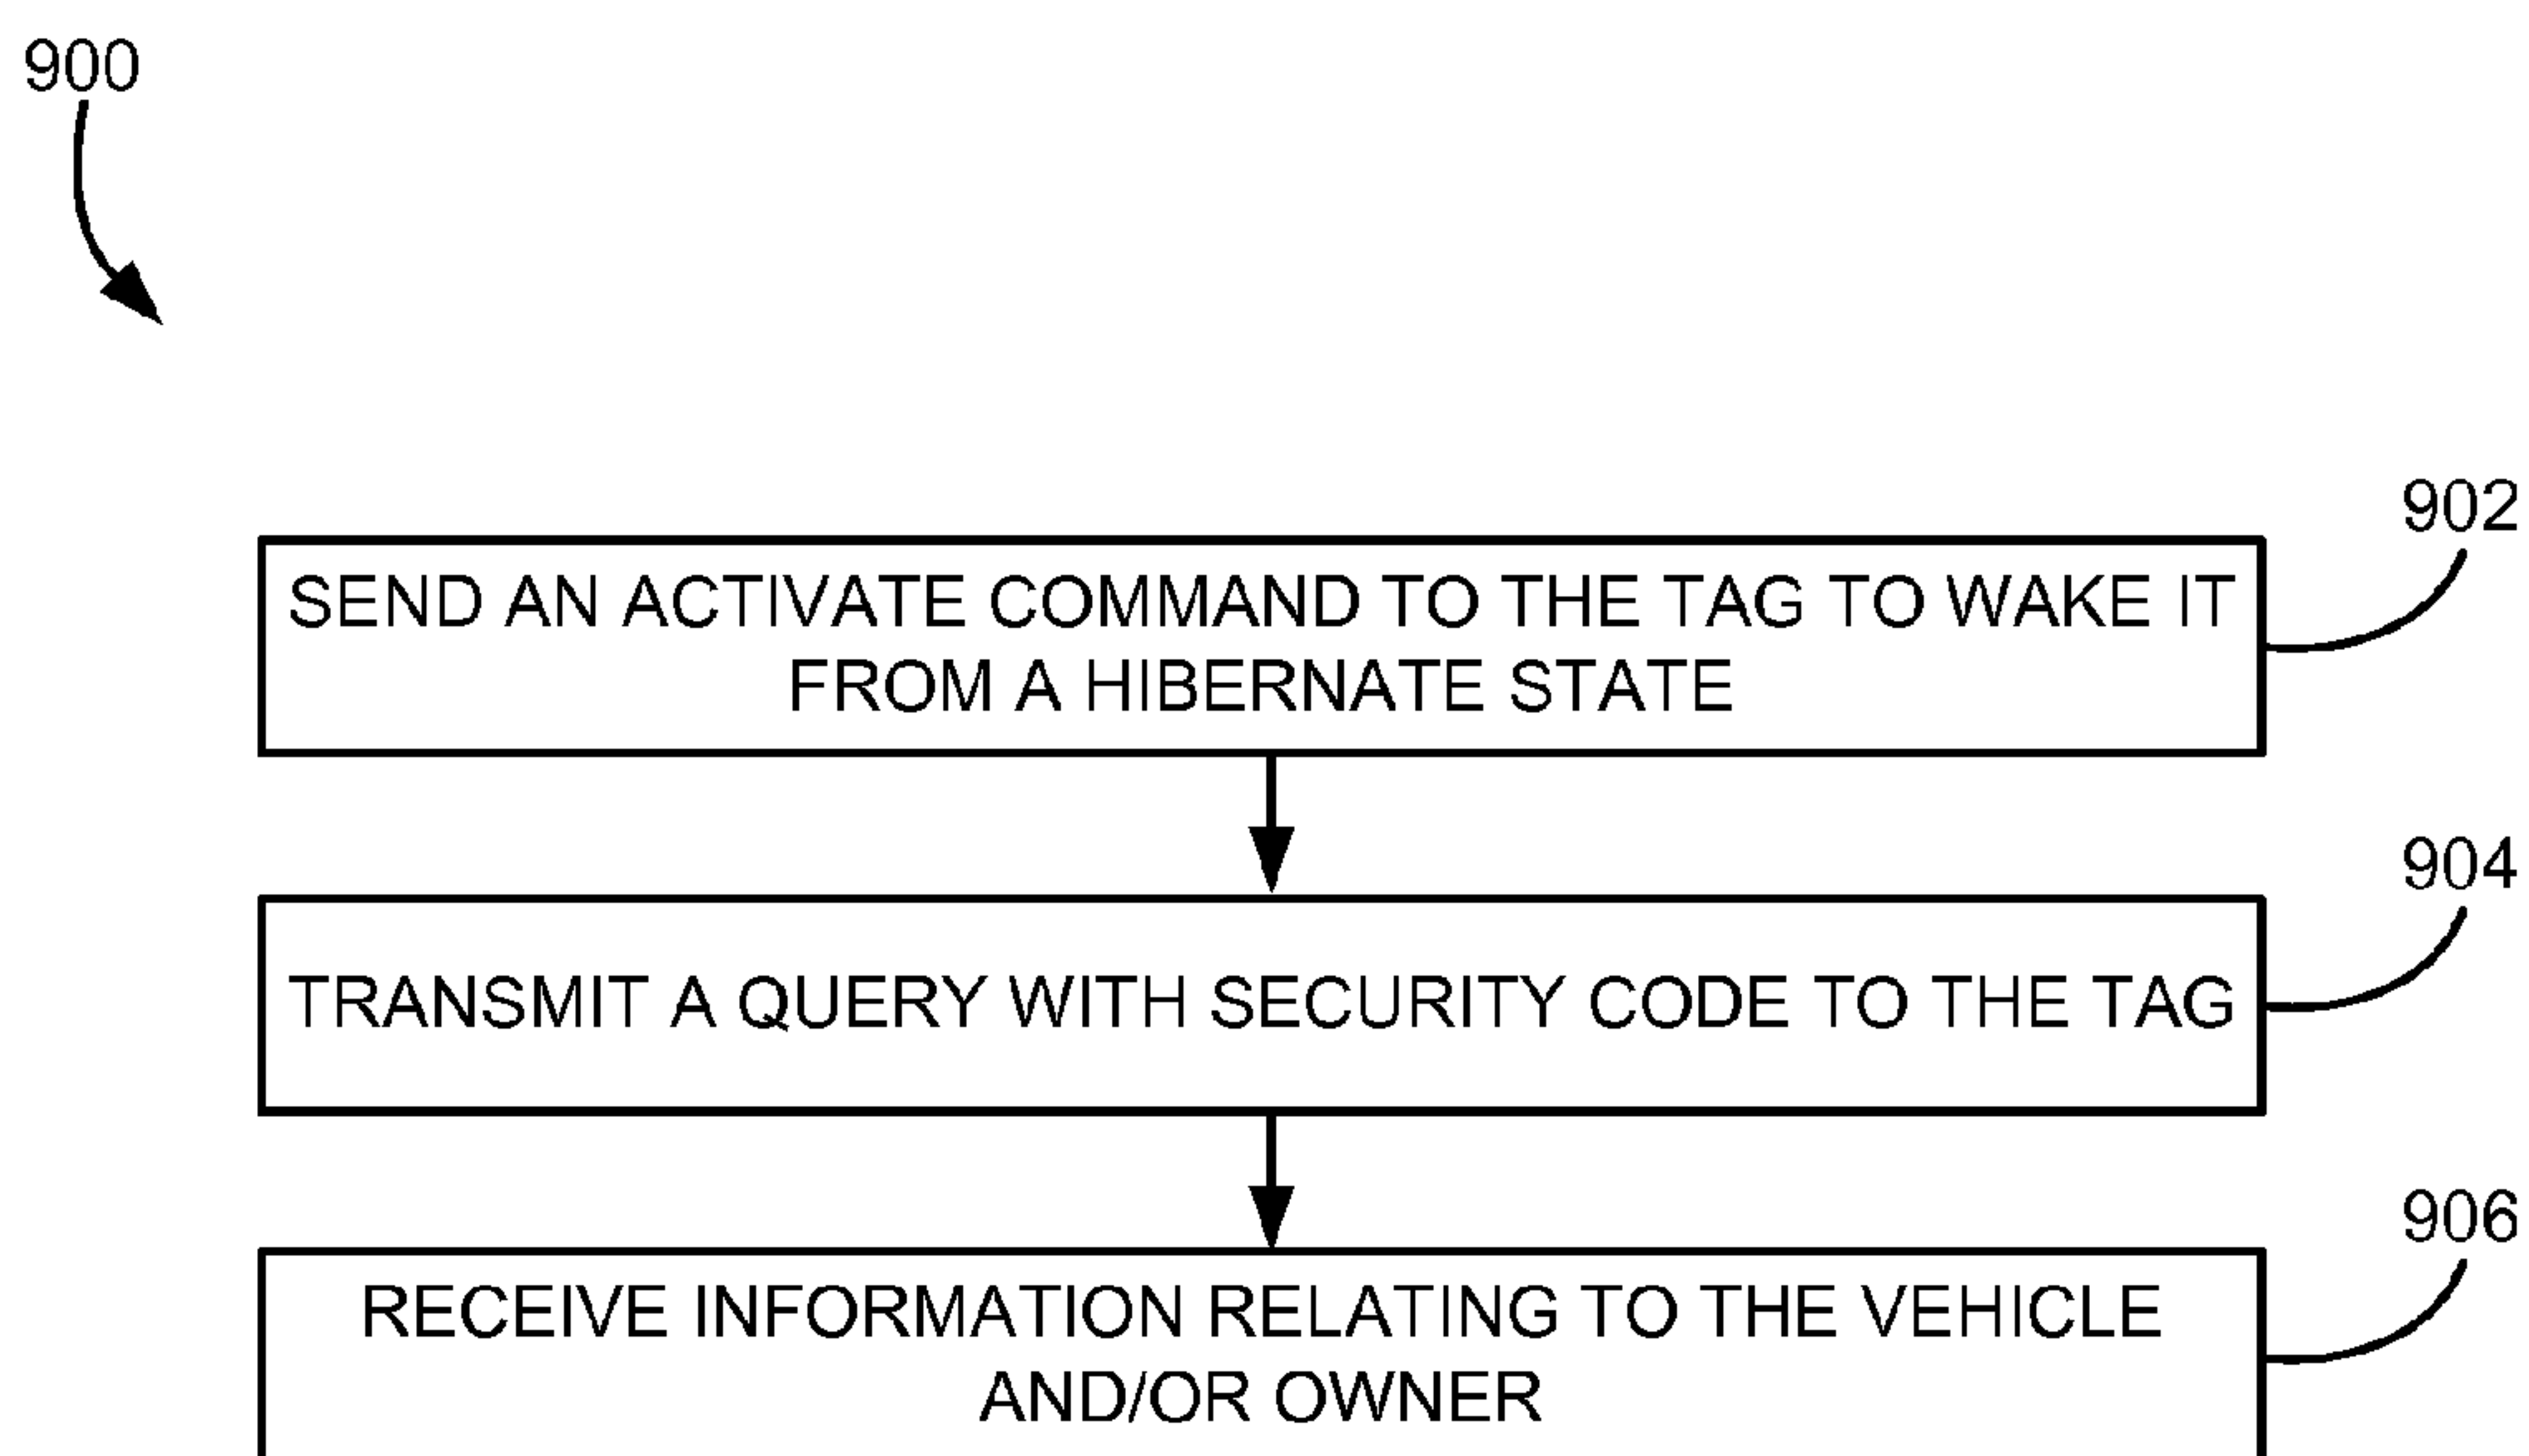 900
902
SEND AN ACTIVATE COMMAND TO THE TAG TO WAKE IT
FROM A HIBERNATE STATE
904
TRANSMIT A QUERY WITH SECURITY CODE TO THE TAG
906
RECEIVE INFORMATION RELATING TO THE VEHICLE
AND/OR OWNER